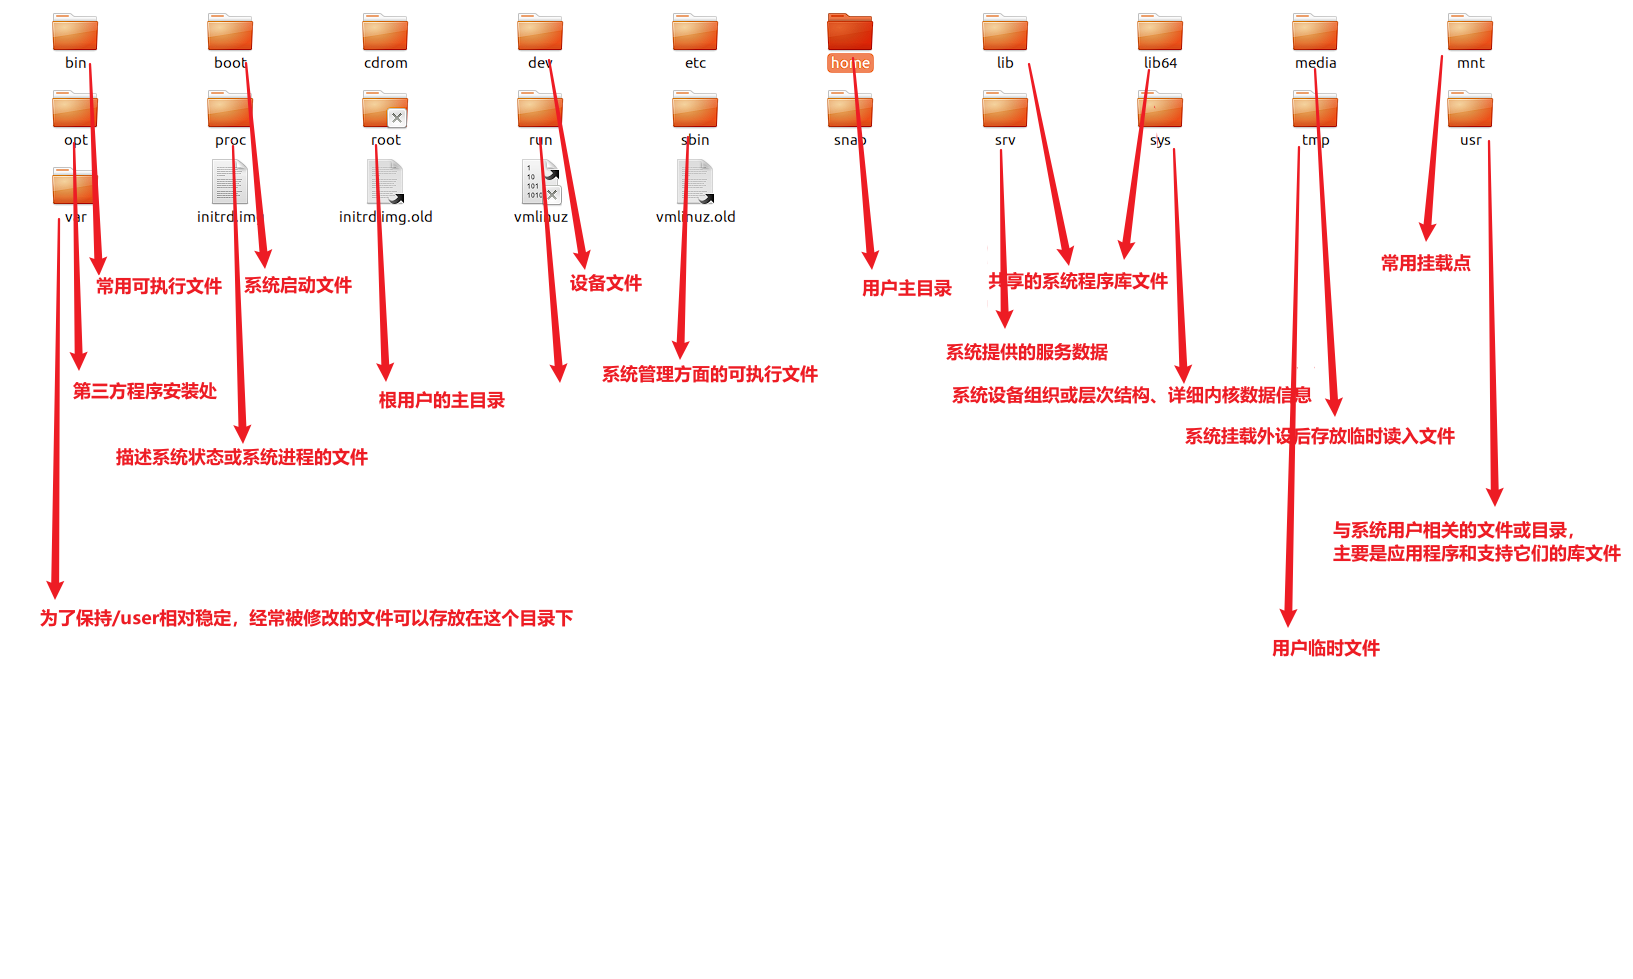 bin
boot
cdrom
dev
etc
home
lib
lib64
media
mnt
opt
proc
root
run
sbin
snap
srv
sys
tmp
usr
var
initrd.img
initrd.img.old
vmlinuz
vmlinuz.old
1
10
101
1010
常用可执行文件
系统启动文件
设备文件
用户主目录
共享的系统程序库文件
常用挂载点
系统提供的服务数据
系统管理方面的可执行文件
第三方程序安装处
根用户的主目录
系统设备组织或层次结构、详细内核数据信息
系统挂载外设后存放临时读入文件
描述系统状态或系统进程的文件
与系统用户相关的文件或目录，
主要是应用程序和支持它们的库文件
为了保持/user相对稳定，经常被修改的文件可以存放在这个目录下
用户临时文件